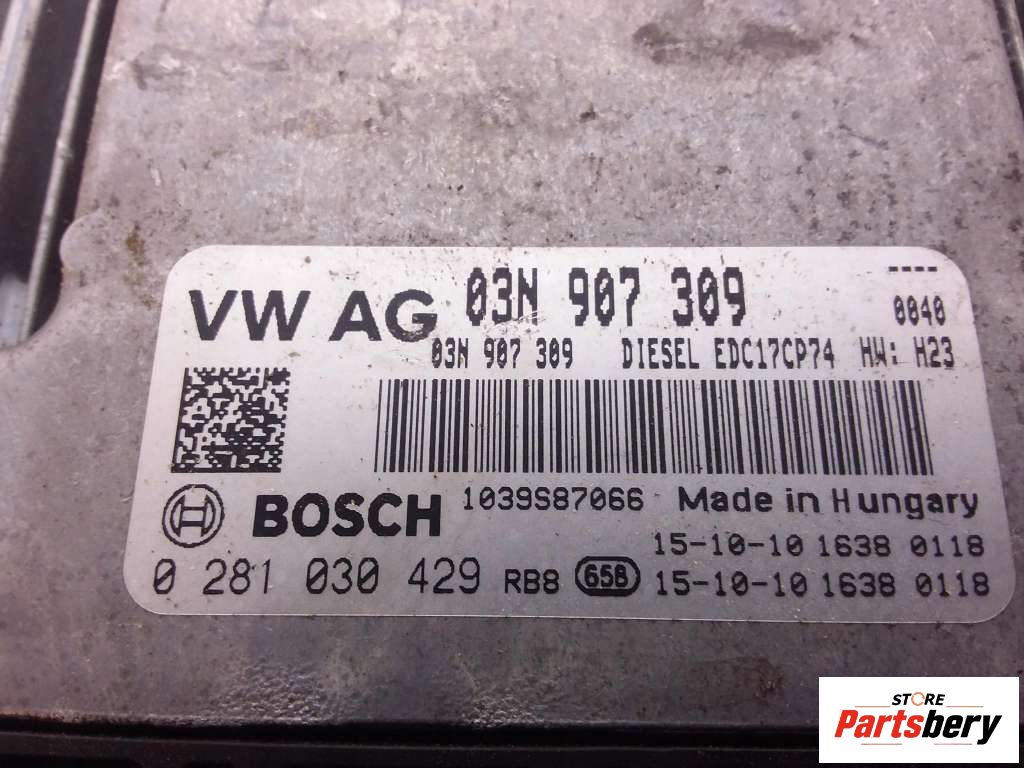 VW AG 03N 907 309
---- 
0040
03N 907 309 DIESEL EDC17CP74 HW: H23
BOSCH 1039S87066 Made in Hungary
15-10-10 1638 0118
0 281 030 429 RB8 65B 15-10-10 1638 0118
STORE
Partsbery